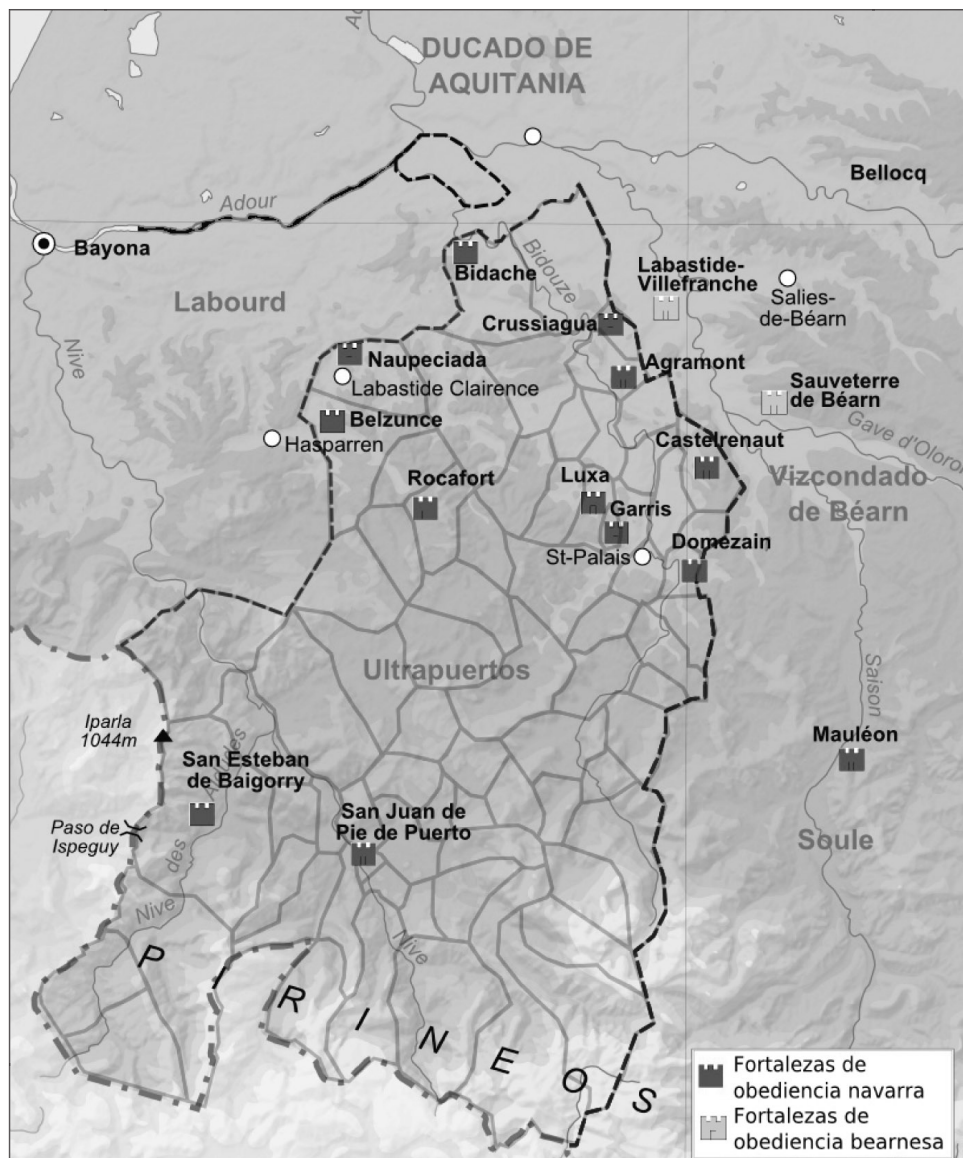 DUCADO DE
AQUITANIA
Bellocq
Adour
Bayona
Bidache
Bidouze
Labastide-
Villefranche
Salies-
de-Béarn
Labourd
Crussiagua
Nive
Naupeciada
Labastide Clairence
Agramont
Sauveterre
de Béarn
Belzunce
Hasparren
Gave d'Oloron
Castelrenaut
Rocafort
Luxa
Garris
Vizcondado
de Béarn
St-Palais
Domezain
Ultrapuertos
Saison
Iparla
1044m
Mauléon
San Esteban
de Baigorry
Paso de
Ispeguy
San Juan de
Pie de Puerto
Soule
Nive des
Nive
PIRINEOS
Fortalezas de
obediencia navarra
Fortalezas de
obediencia bearnesa